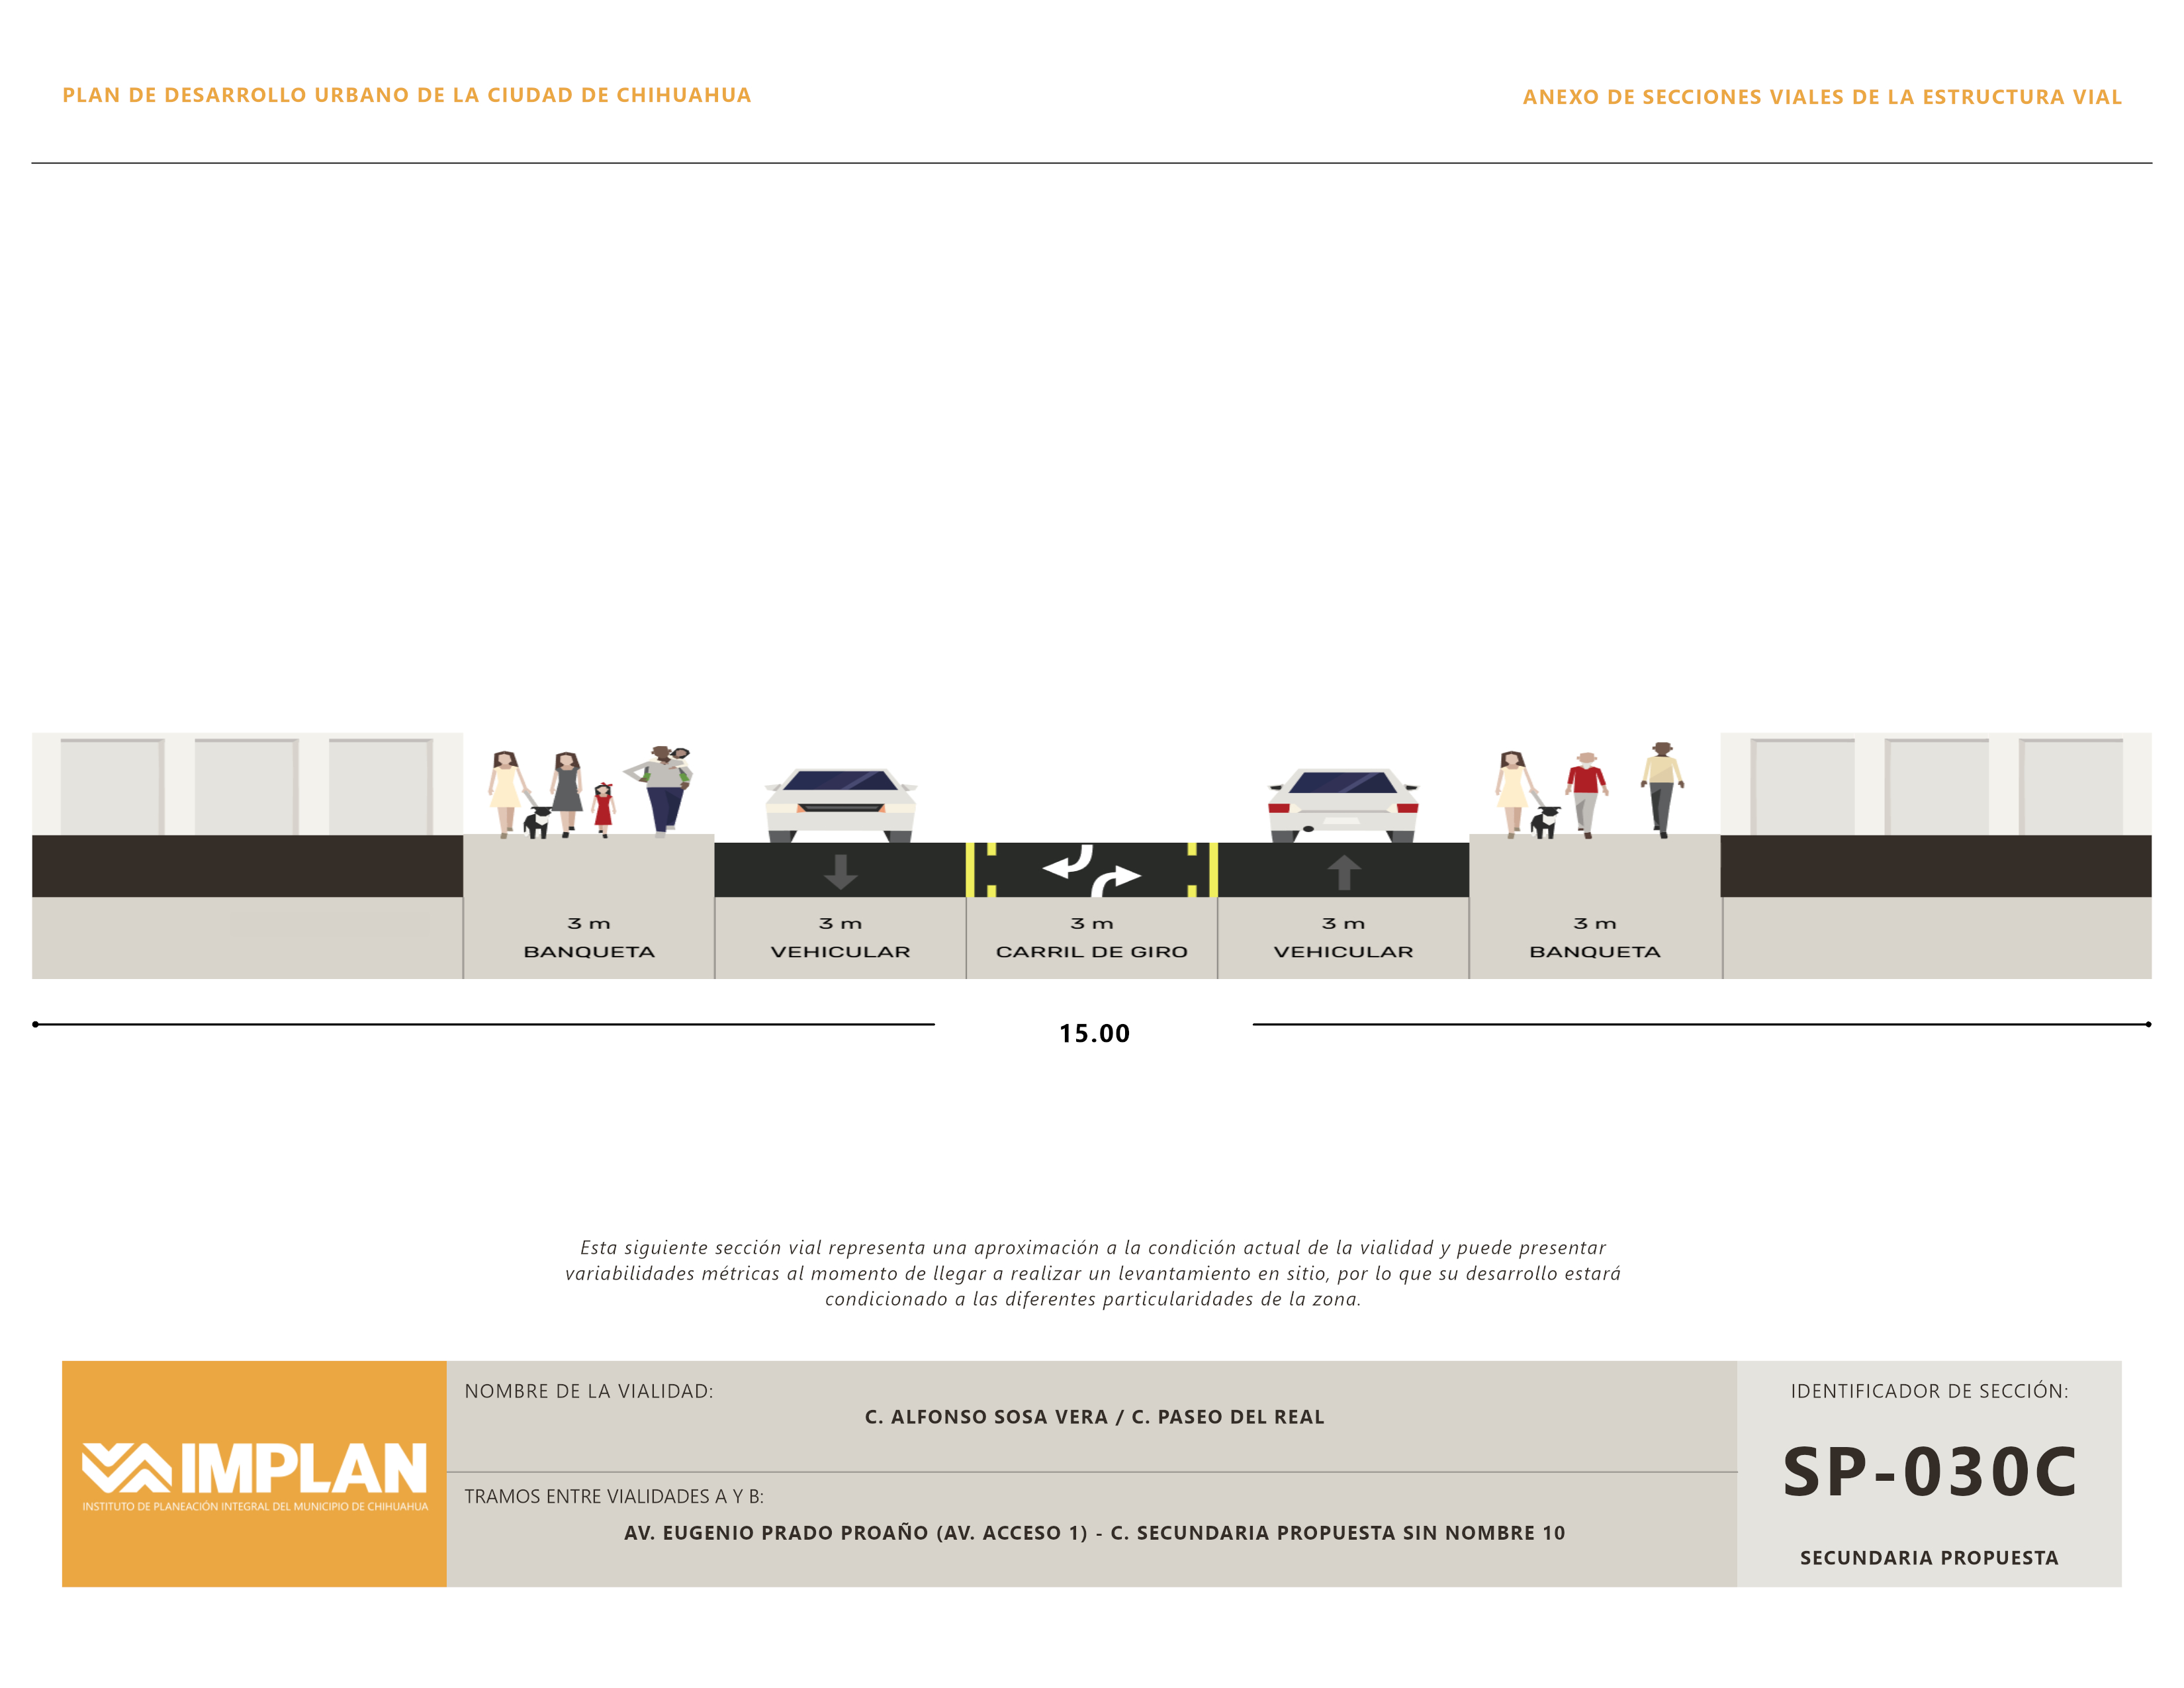 PLAN DE DESARROLLO URBANO DE LA CIUDAD DE CHIHUAHUA
ANEXO DE SECCIONES VIALES DE LA ESTRUCTURA VIAL
3 m
BANQUETA
3 m
VEHICULAR
3 m
CARRIL DE GIRO
3 m
VEHICULAR
3 m
BANQUETA
15.00
Esta siguiente sección vial representa una aproximación a la condición actual de la vialidad y puede presentar
variabilidades métricas al momento de llegar a realizar un levantamiento en sitio, por lo que su desarrollo estará
condicionado a las diferentes particularidades de la zona.
IMPLAN
INSTITUTO DE PLANEACIÓN INTEGRAL DEL MUNICIPIO DE CHIHUAHUA
NOMBRE DE LA VIALIDAD:
C. ALFONSO SOSA VERA / C. PASEO DEL REAL
TRAMOS ENTRE VIALIDADES A Y B:
AV. EUGENIO PRADO PROAÑO (AV. ACCESO 1) - C. SECUNDARIA PROPUESTA SIN NOMBRE 10
IDENTIFICADOR DE SECCIÓN:
SP-030C
SECUNDARIA PROPUESTA